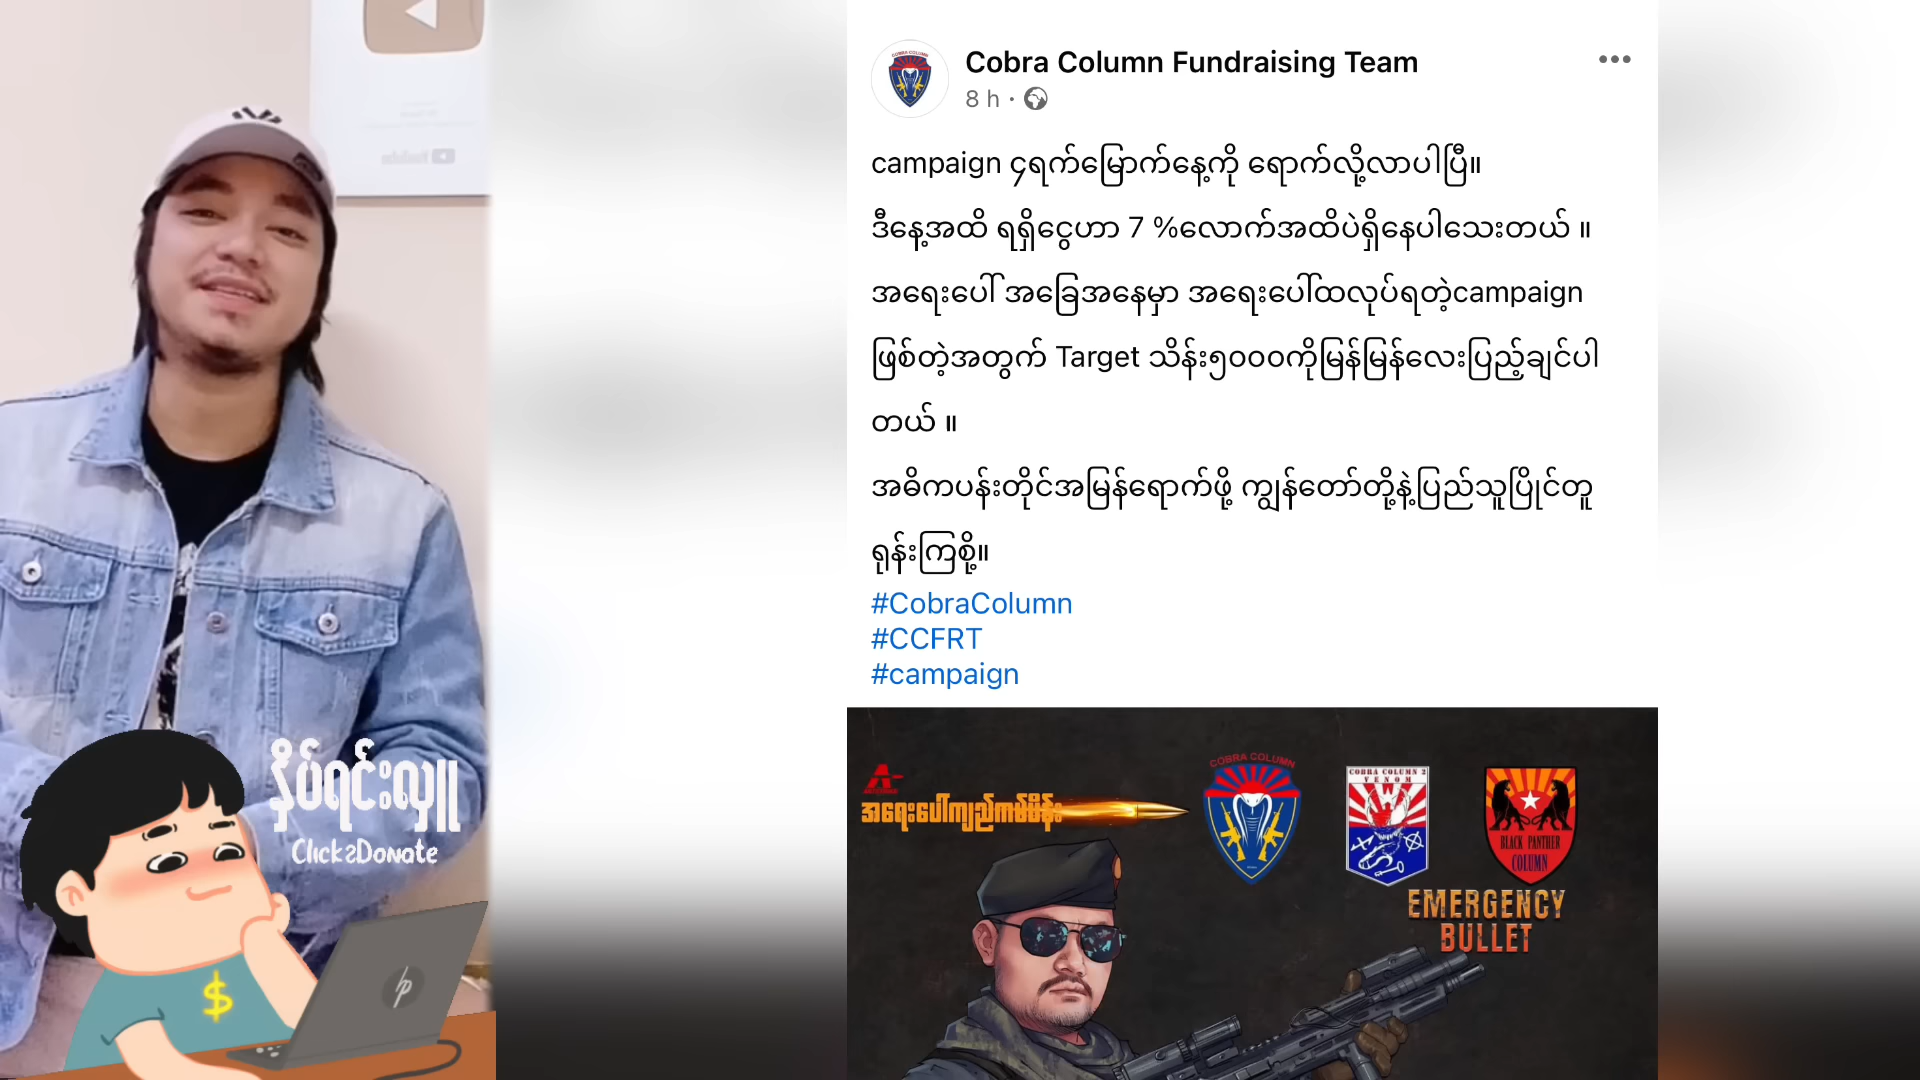 Cobra Column Fundraising Team
8 h ·
campaign ၄ရက်မြောက်နေ့ကို ရောက်လို့လာပါပြီ။
ဒီနေ့အထိ ရရှိငွေဟာ 7 %လောက်အထိပဲရှိနေပါသေးတယ် ။
အရေးပေါ် အခြေအနေမှာ အရေးပေါ်ထလုပ်ရတဲ့campaign
ဖြစ်တဲ့အတွက် Target သိန်း၅၀၀၀ကိုမြန်မြန်လေးပြည့်ချင်ပါ
တယ် ။
အဓိကပန်းတိုင်အမြန်ရောက်ဖို့ ကျွန်တော်တို့နဲ့ပြည်သူပြိုင်တူ
ရုန်းကြစို့။
#CobraColumn
#CCFRT
#campaign
အရေးပေါ်ကျည်ကမ်ပိန်း
COBRA COLUMN
COBRA COLUMN 2
VENOM
BLACK PANTHER
COLUMN
EMERGENCY
BULLET
နှိပ်ရင်းလှူ
Click2Donate
$
hp